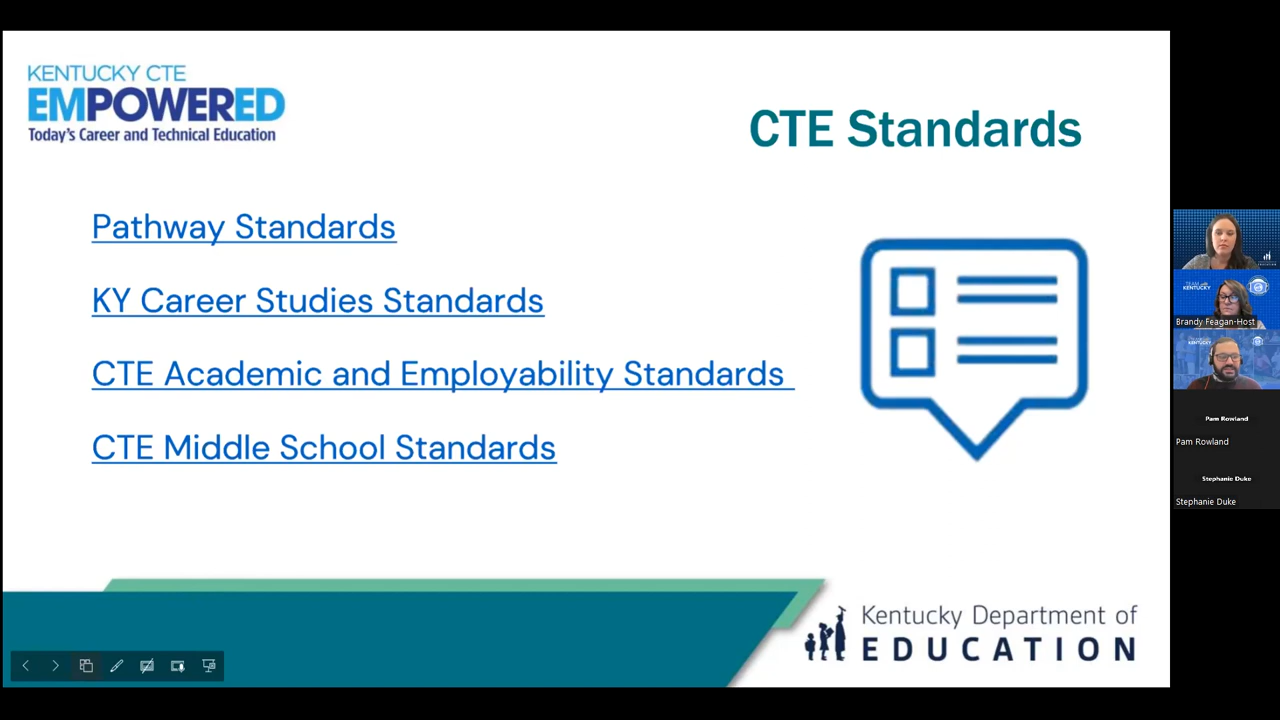 KENTUCKY CTE
EMPOWERED
Today's Career and Technical Education
CTE Standards
Pathway Standards
KY Career Studies Standards
CTE Academic and Employability Standards
CTE Middle School Standards
Kentucky Department of
EDUCATION
Brandy Feagan-Host
Pam Rowland
Pam Rowland
Stephanie Duke
Stephanie Duke